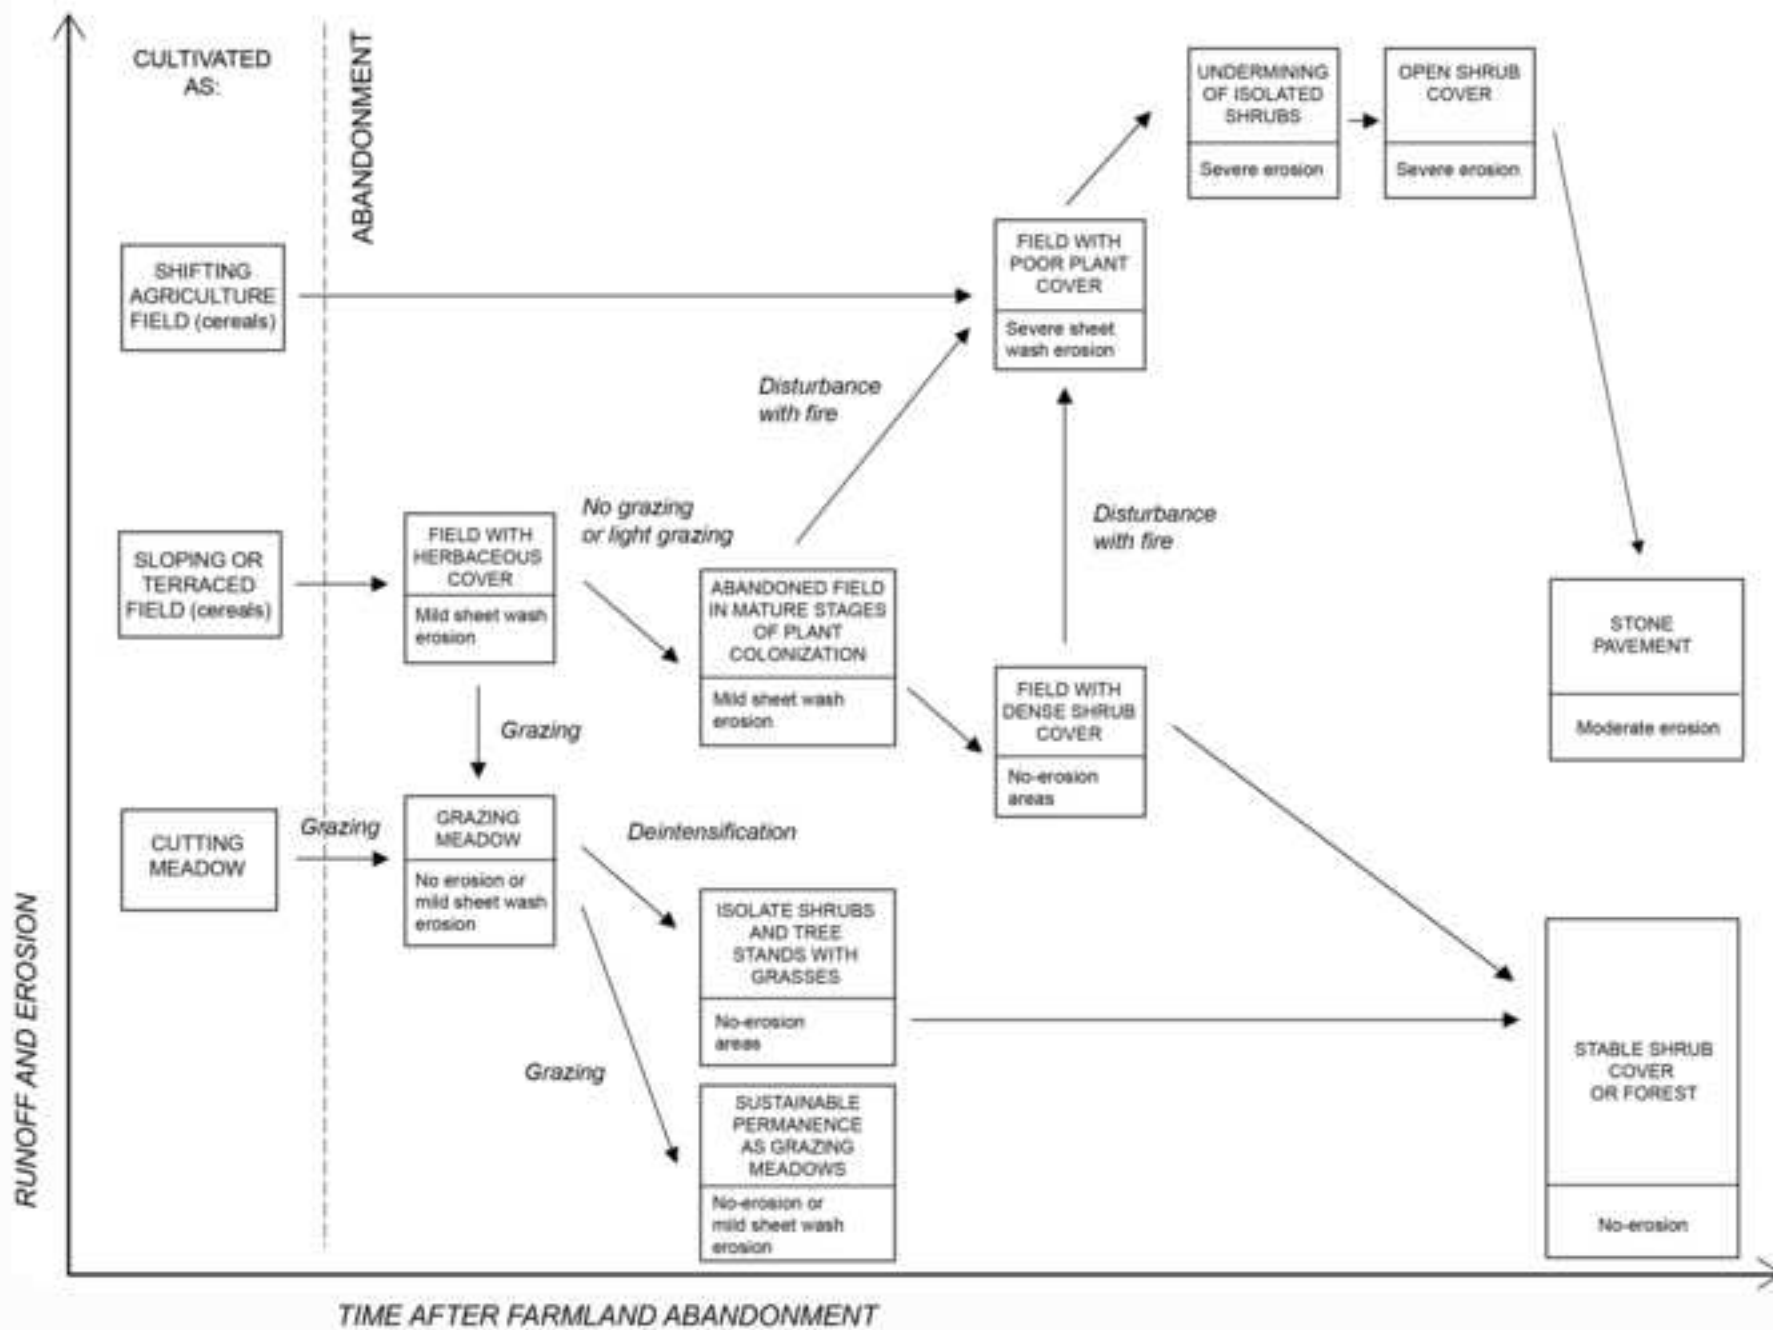 CULTIVATED
AS:
ABANDONMENT
UNDERMINING
OF ISOLATED
SHRUBS
Severe erosion
OPEN SHRUB
COVER
Severe erosion
SHIFTING
AGRICULTURE
FIELD (cereals)
FIELD WITH
POOR PLANT
COVER
Severe sheet
wash erosion
Disturbance
with fire
SLOPING OR
TERRACED
FIELD (cereals)
FIELD WITH
HERBACEOUS
COVER
Mild sheet wash
erosion
No grazing
or light grazing
ABANDONED FIELD
IN MATURE STAGES
OF PLANT
COLONIZATION
Mild sheet wash
erosion
Disturbance
with fire
FIELD WITH
DENSE SHRUB
COVER
No-erosion
areas
STONE
PAVEMENT
Moderate erosion
Grazing
CUTTING
MEADOW
Grazing
GRAZING
MEADOW
No erosion or
mild sheet wash
erosion
Deintensification
ISOLATE SHRUBS
AND TREE
STANDS WITH
GRASSES
No-erosion
areas
Grazing
SUSTAINABLE
PERMANENCE
AS GRAZING
MEADOWS
No-erosion or
mild sheet wash
erosion
STABLE SHRUB
COVER
OR FOREST
No-erosion
RUNOFF AND EROSION
TIME AFTER FARMLAND ABANDONMENT